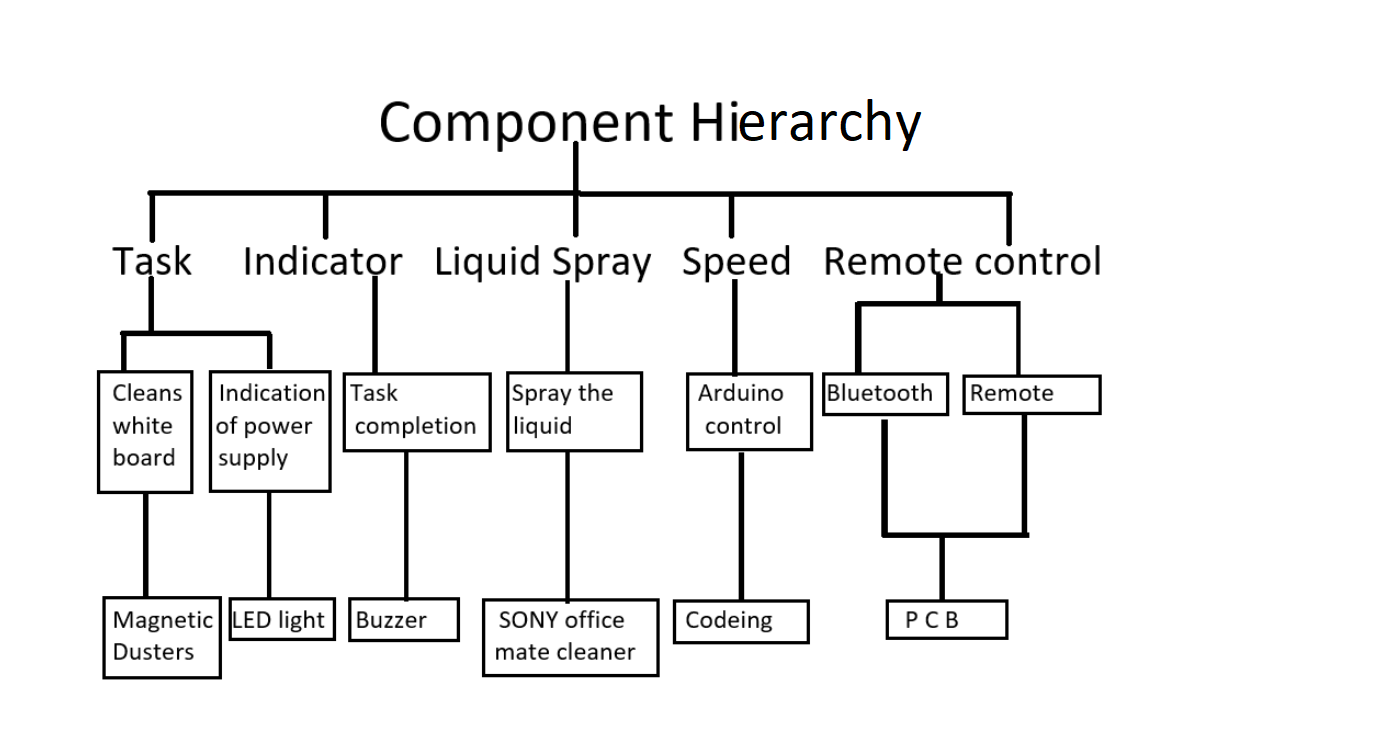 Component Hierarchy
Task
Indicator
Liquid Spray
Speed
Remote control
Cleans
white
board
Indication
of power
supply
Task
completion
Spray the
liquid
Arduino
control
Bluetooth
Remote
Magnetic
Dusters
LED light
Buzzer
SONY office
mate cleaner
Codeing
P C B